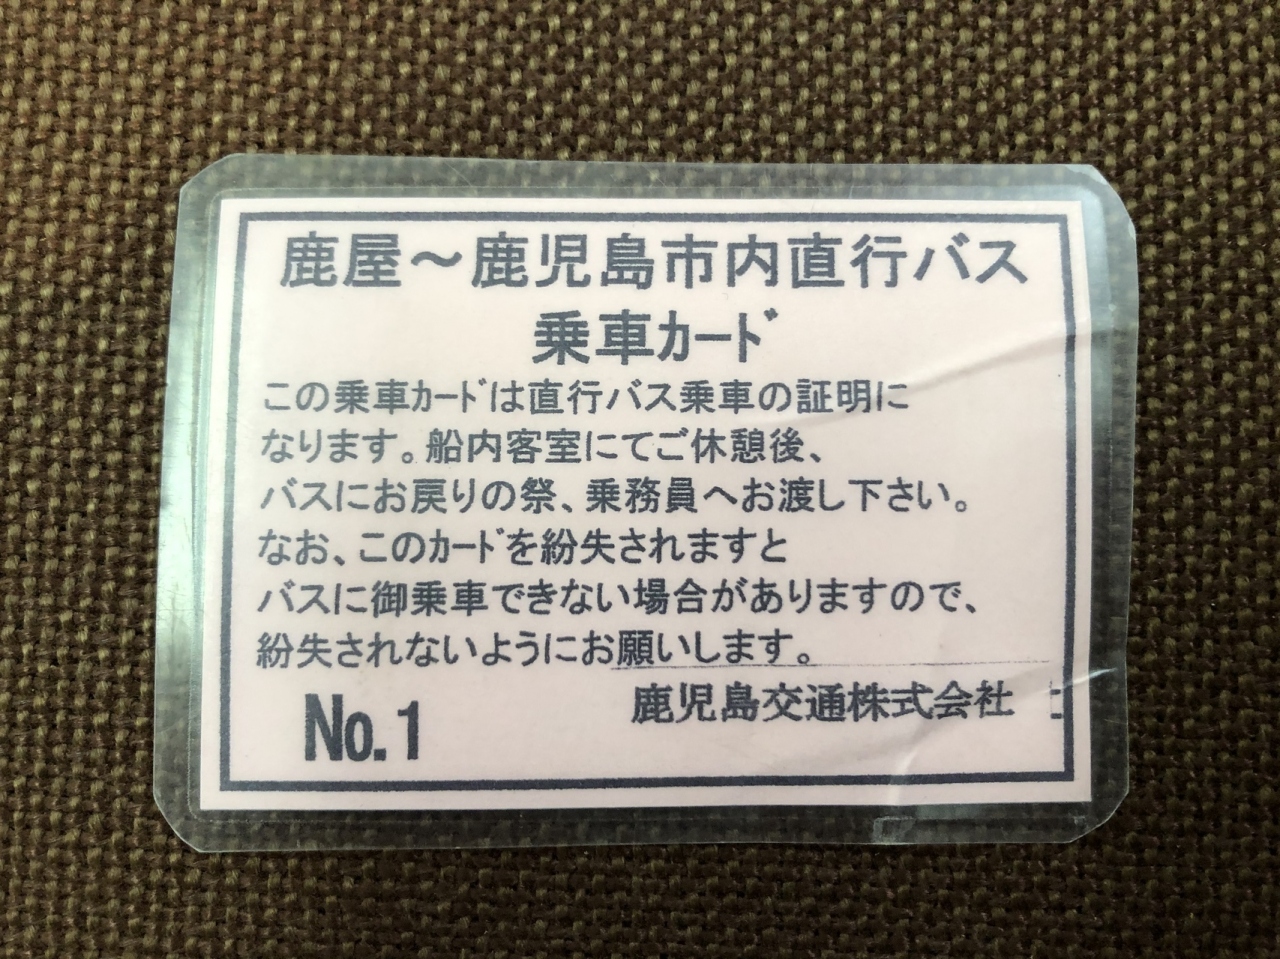 鹿屋～鹿児島市内直行バス
乗車ｶｰﾄﾞ
この乗車ｶｰﾄﾞは直行バス乗車の証明に
なります。船内客室にてご休憩後、
バスにお戻りの祭、乗務員へお渡し下さい。
なお、このｶｰﾄﾞを紛失されますと
バスに御乗車できない場合がありますので、
紛失されないようにお願いします。
鹿児島交通株式会社
No.1